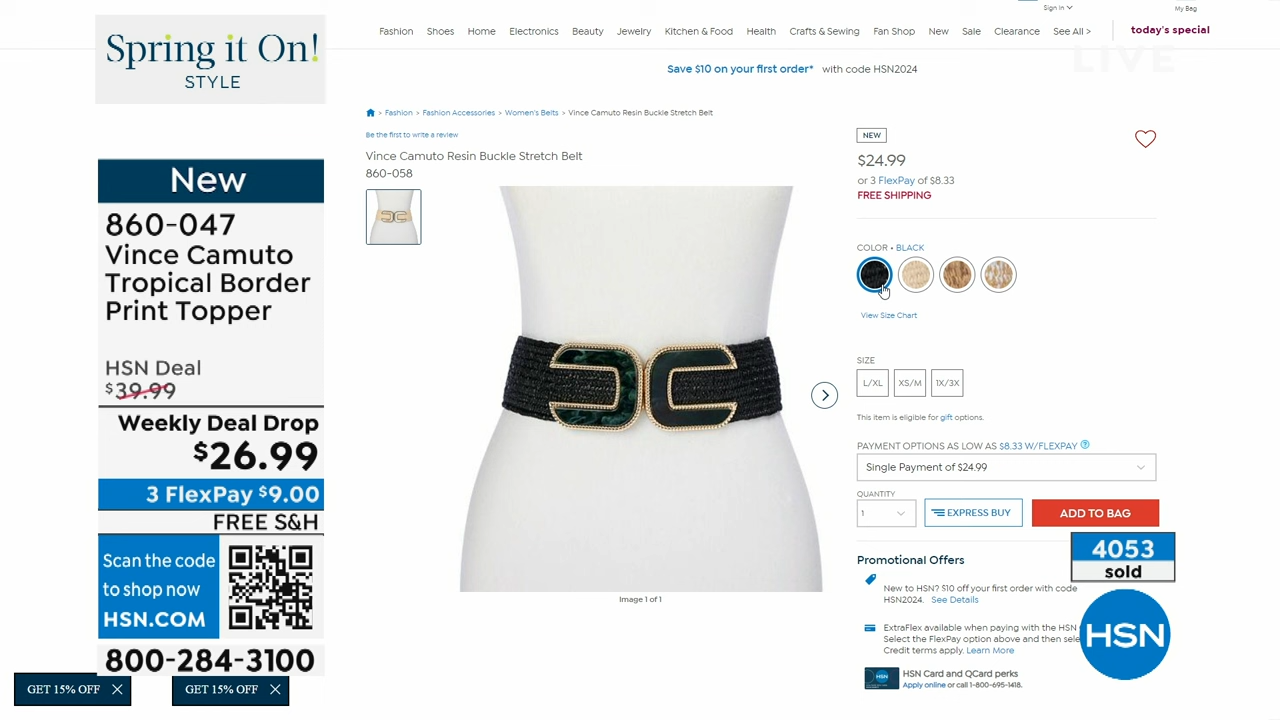 Sign In
My Bag
Spring it On!
STYLE
Fashion Shoes Home Electronics Beauty Jewelry Kitchen & Food Health Crafts & Sewing Fan Shop New Sale Clearance See All > today's special
LIVE
Save $10 on your first order* with code HSN2024
> Fashion > Fashion Accessories > Women's Belts > Vince Camuto Resin Buckle Stretch Belt
Be the first to write a review
Vince Camuto Resin Buckle Stretch Belt
860-058
NEW
$24.99
or 3 FlexPay of $8.33
FREE SHIPPING
COLOR • BLACK
View Size Chart
SIZE
L/XL XS/M 1X/3X
This item is eligible for gift options.
PAYMENT OPTIONS AS LOW AS $8.33 W/FLEXPAY ?
Single Payment of $24.99
QUANTITY
1
EXPRESS BUY
ADD TO BAG
Promotional Offers
New to HSN? $10 off your first order with code
HSN2024. See Details
ExtraFlex available when paying with the HSN
Select the FlexPay option above and then sele
Credit terms apply. Learn More
HSN Card and QCard perks
Apply online or call 1-800-695-1418.
Image 1 of 1
New
860-047
Vince Camuto
Tropical Border
Print Topper
HSN Deal
$39.99
Weekly Deal Drop
$26.99
3 FlexPay $9.00
FREE S&H
Scan the code
to shop now
HSN.COM
800-284-3100
GET 15% OFF
GET 15% OFF
4053
sold
HSN